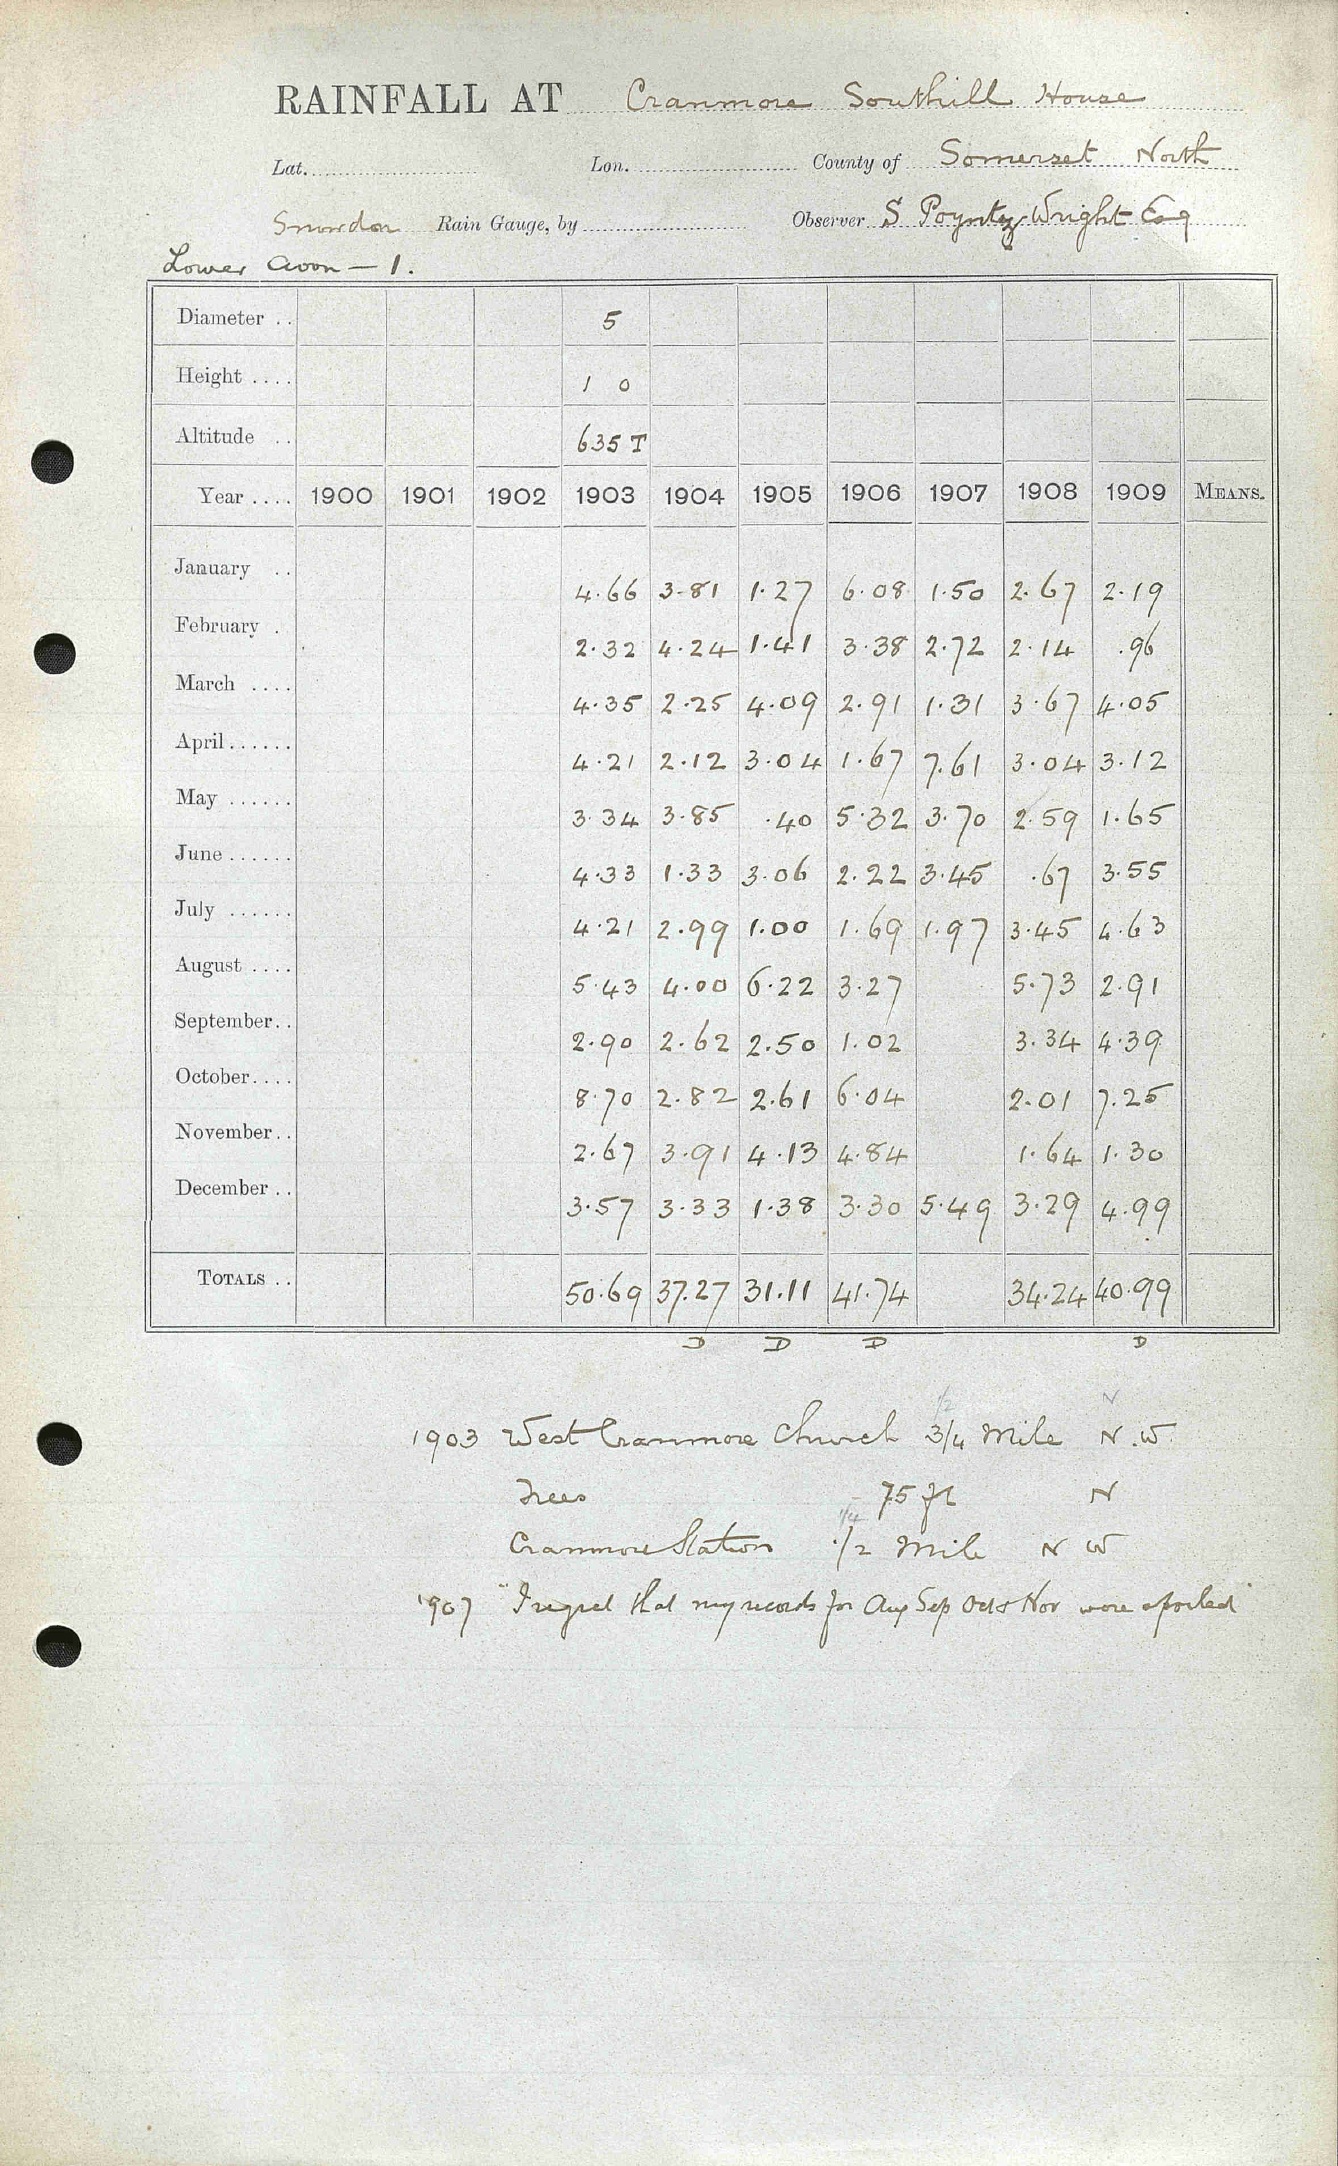 RAINFALL AT Cranmore Southill House
Lat. Lon. County of Somerset North
Snowdon Rain Gauge, by Observer S Poyntz Wright Esq
Lower Avon — 1.
Diameter .. 5
Height .... 1 0
Altitude .. 635 T
Year .... 1900 1901 1902 1903 1904 1905 1906 1907 1908 1909 MEANS.
January .. 4.66 3.81 1.27 6.08 1.50 2.67 2.19
February . 2.32 4.24 1.41 3.38 2.72 2.14 .96
March .... 4.35 2.25 4.09 2.91 1.31 3.67 4.05
April ...... 4.21 2.12 3.04 1.67 7.61 3.04 3.12
May ...... 3.34 3.85 .40 5.32 3.70 2.59 1.65
June ...... 4.33 1.33 3.06 2.22 3.45 .67 3.55
July ...... 4.21 2.99 1.00 1.69 1.97 3.45 4.63
August .... 5.43 4.00 6.22 3.27 5.73 2.91
September.. 2.90 2.62 2.50 1.02 3.34 4.39
October.... 8.70 2.82 2.61 6.04 2.01 7.25
November.. 2.67 3.91 4.13 4.84 1.64 1.30
December .. 3.57 3.33 1.38 3.30 5.49 3.29 4.99
TOTALS .. 50.69 37.27 31.11 41.74 34.24 40.99
D D D D
1/2 N
1903 West Cranmore Church 3/4 Mile N.W.
Trees 75 ft N
1/4
Cranmore Station 1/2 Mile N W
1907 "I regret that my records for Aug Sep Oct & Nov were spoiled"